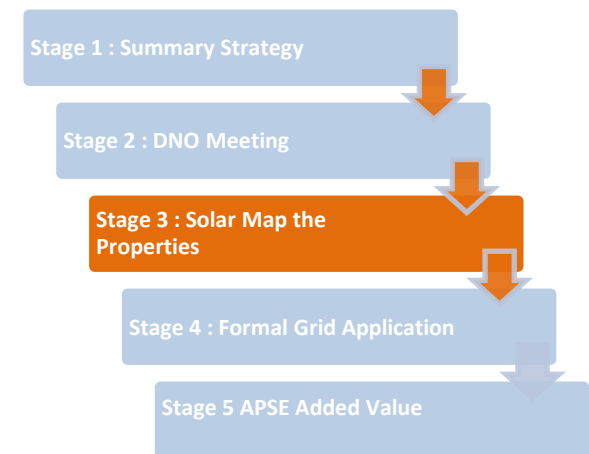 Stage 1 : Summary Strategy
Stage 2 : DNO Meeting
Stage 3 : Solar Map the
Properties
Stage 4 : Formal Grid Application
Stage 5 APSE Added Value